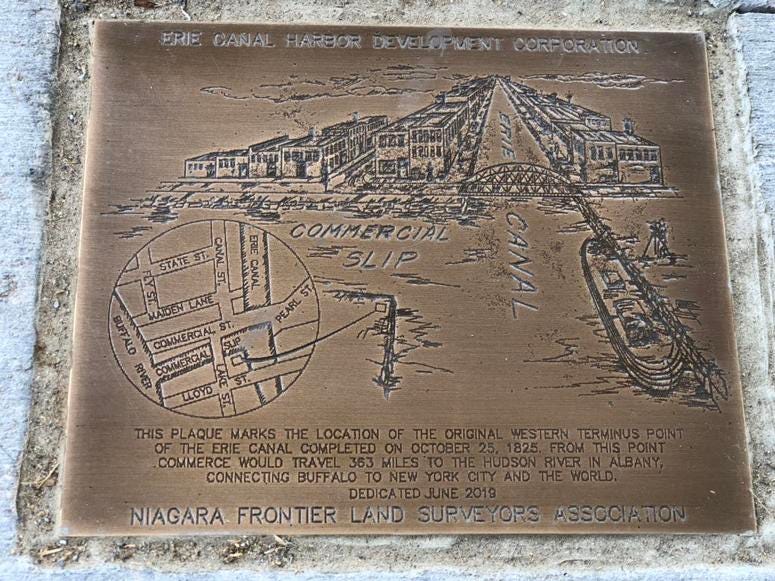 ERIE CANAL HARBOR DEVELOPMENT CORPORATION
ERIE
CANAL
COMMERCIAL
SLIP
STATE ST.
CANAL ST.
ERIE CANAL
MAIDEN LANE
PEARL ST.
BUFFALO RIVER
COMMERCIAL ST.
COMMERCIAL
SLIP
LLOYD ST.
THIS PLAQUE MARKS THE LOCATION OF THE ORIGINAL WESTERN TERMINUS POINT
OF THE ERIE CANAL COMPLETED ON OCTOBER 25, 1825. FROM THIS POINT
COMMERCE WOULD TRAVEL 363 MILES TO THE HUDSON RIVER IN ALBANY,
CONNECTING BUFFALO TO NEW YORK CITY AND THE WORLD.
DEDICATED JUNE 2019
NIAGARA FRONTIER LAND SURVEYORS ASSOCIATION